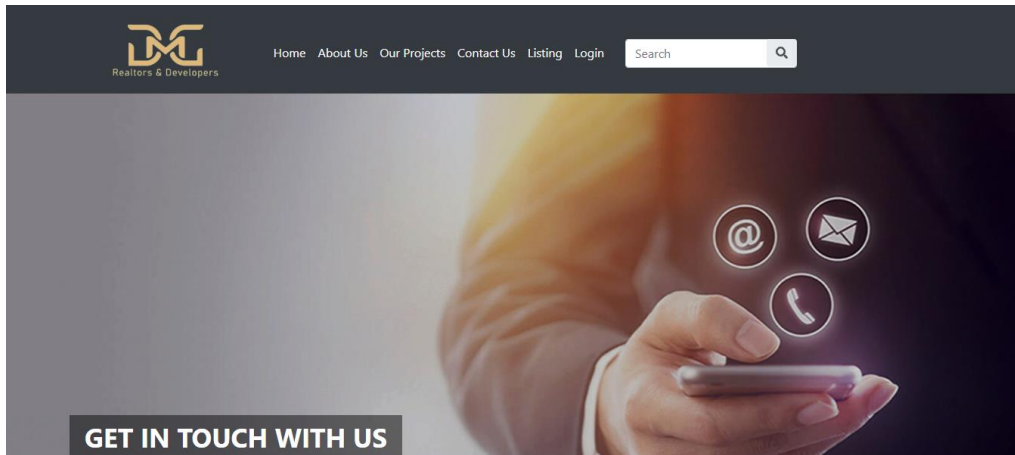 DMG
Realtors & Developers
Home About Us Our Projects Contact Us Listing Login Search
@
GET IN TOUCH WITH US